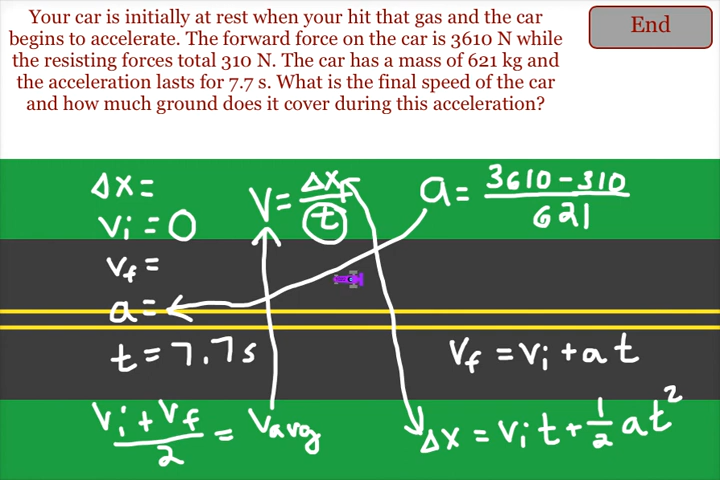 Your car is initially at rest when your hit that gas and the car
begins to accelerate. The forward force on the car is 3610 N while
the resisting forces total 310 N. The car has a mass of 621 kg and
the acceleration lasts for 7.7 s. What is the final speed of the car
and how much ground does it cover during this acceleration?
End
Δx =
vi = 0
vf =
a =
t = 7.7 s
V = Δx/t
a = (3610 - 310)/621
vf = vi + at
(vi + vf)/2 = Vavg
Δx = vi t + 1/2 at²